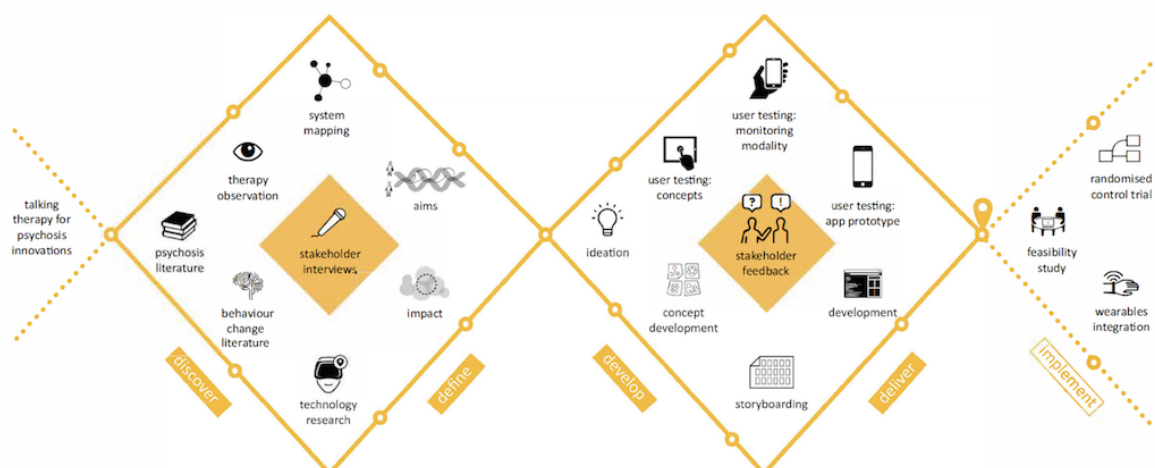 talking
therapy for
psychosis
innovations
psychosis
literature
therapy
observation
system
mapping
behaviour
change
literature
stakeholder
interviews
technology
research
aims
impact
discover
define
ideation
user testing:
concepts
user testing:
monitoring
modality
concept
development
?
!
stakeholder
feedback
user testing:
app prototype
development
storyboarding
develop
deliver
feasibility
study
randomised
control trial
wearables
integration
implement